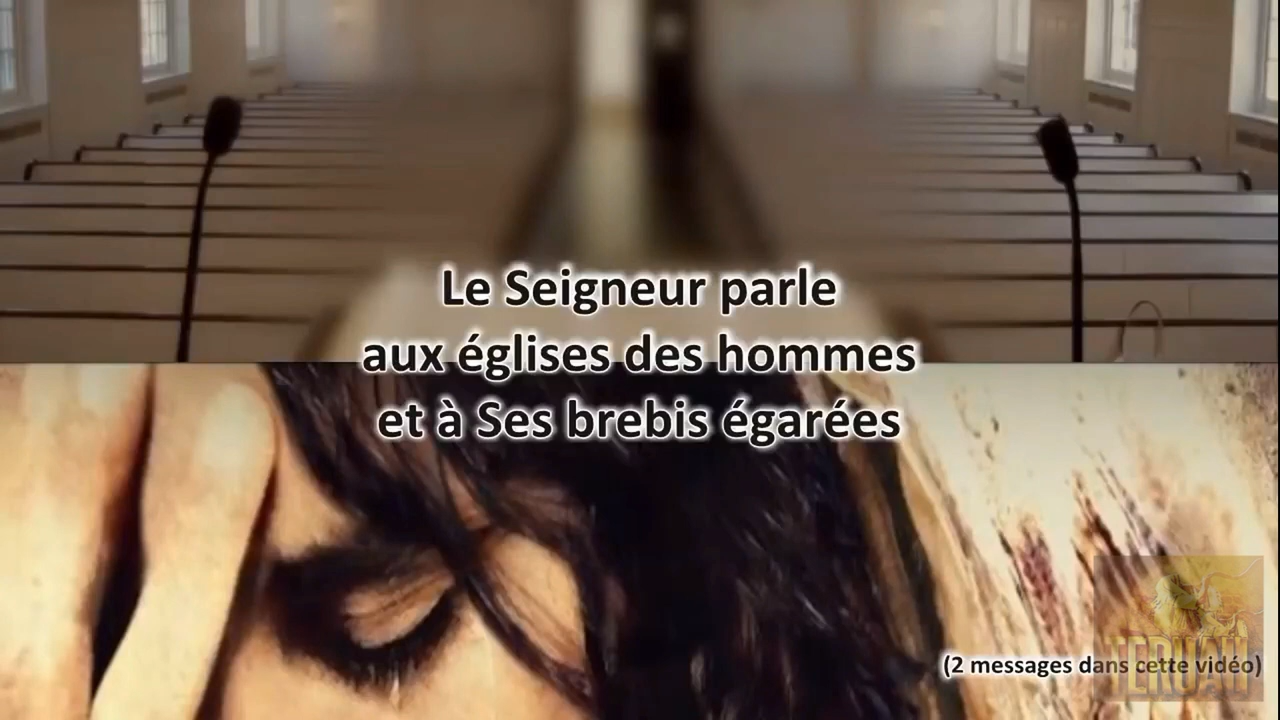 Le Seigneur parle
aux églises des hommes
et à Ses brebis égarées
(2 messages dans cette vidéo)
TERUAH